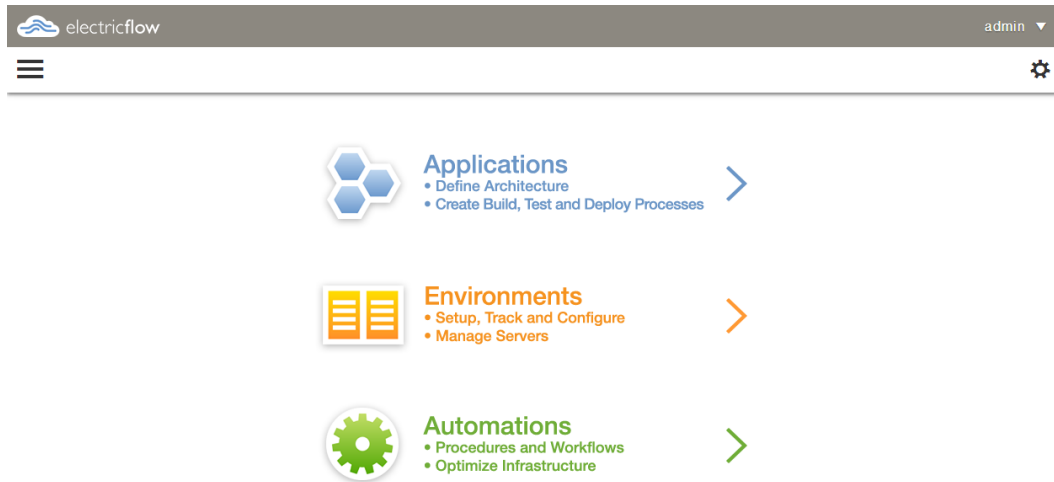 electricflow
admin ▼
Applications
• Define Architecture
• Create Build, Test and Deploy Processes
Environments
• Setup, Track and Configure
• Manage Servers
Automations
• Procedures and Workflows
• Optimize Infrastructure